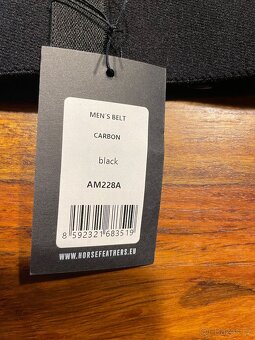 MEN´S BELT
CARBON
black
AM228A
8 592321 683519
WWW.HORSEFEATHERS.EU